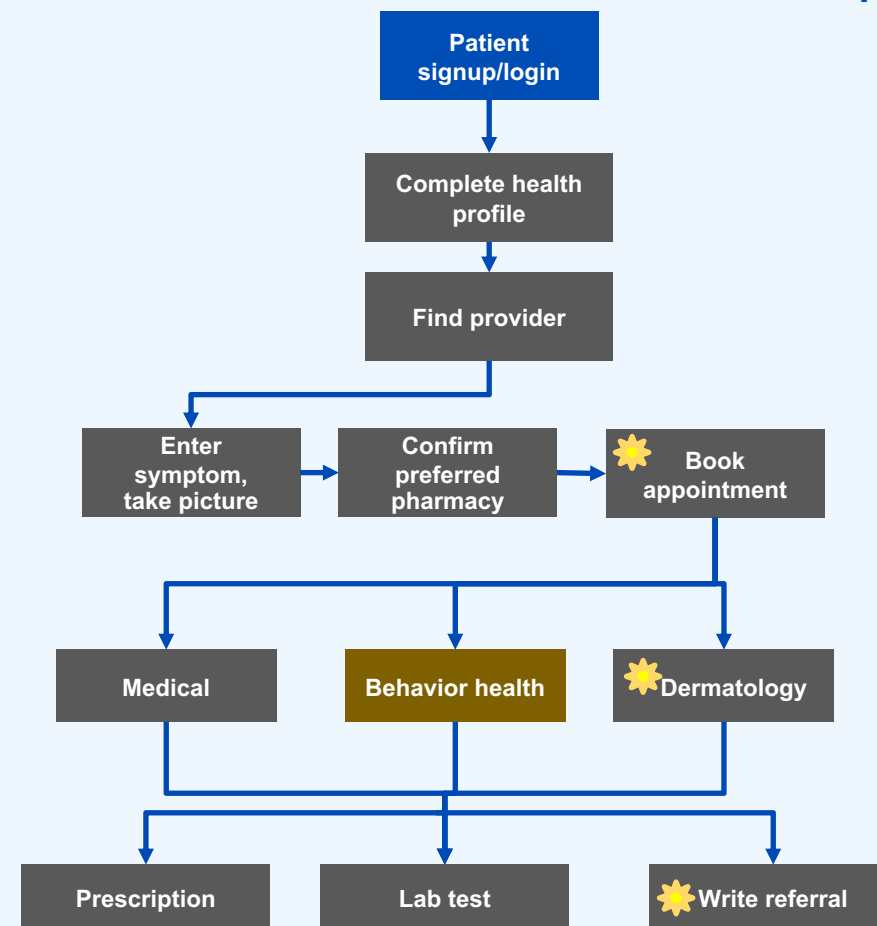 Patient
signup/login
Complete health
profile
Find provider
Enter
symptom,
take picture
Confirm
preferred
pharmacy
Book
appointment
Medical
Behavior health
Dermatology
Prescription
Lab test
Write referral